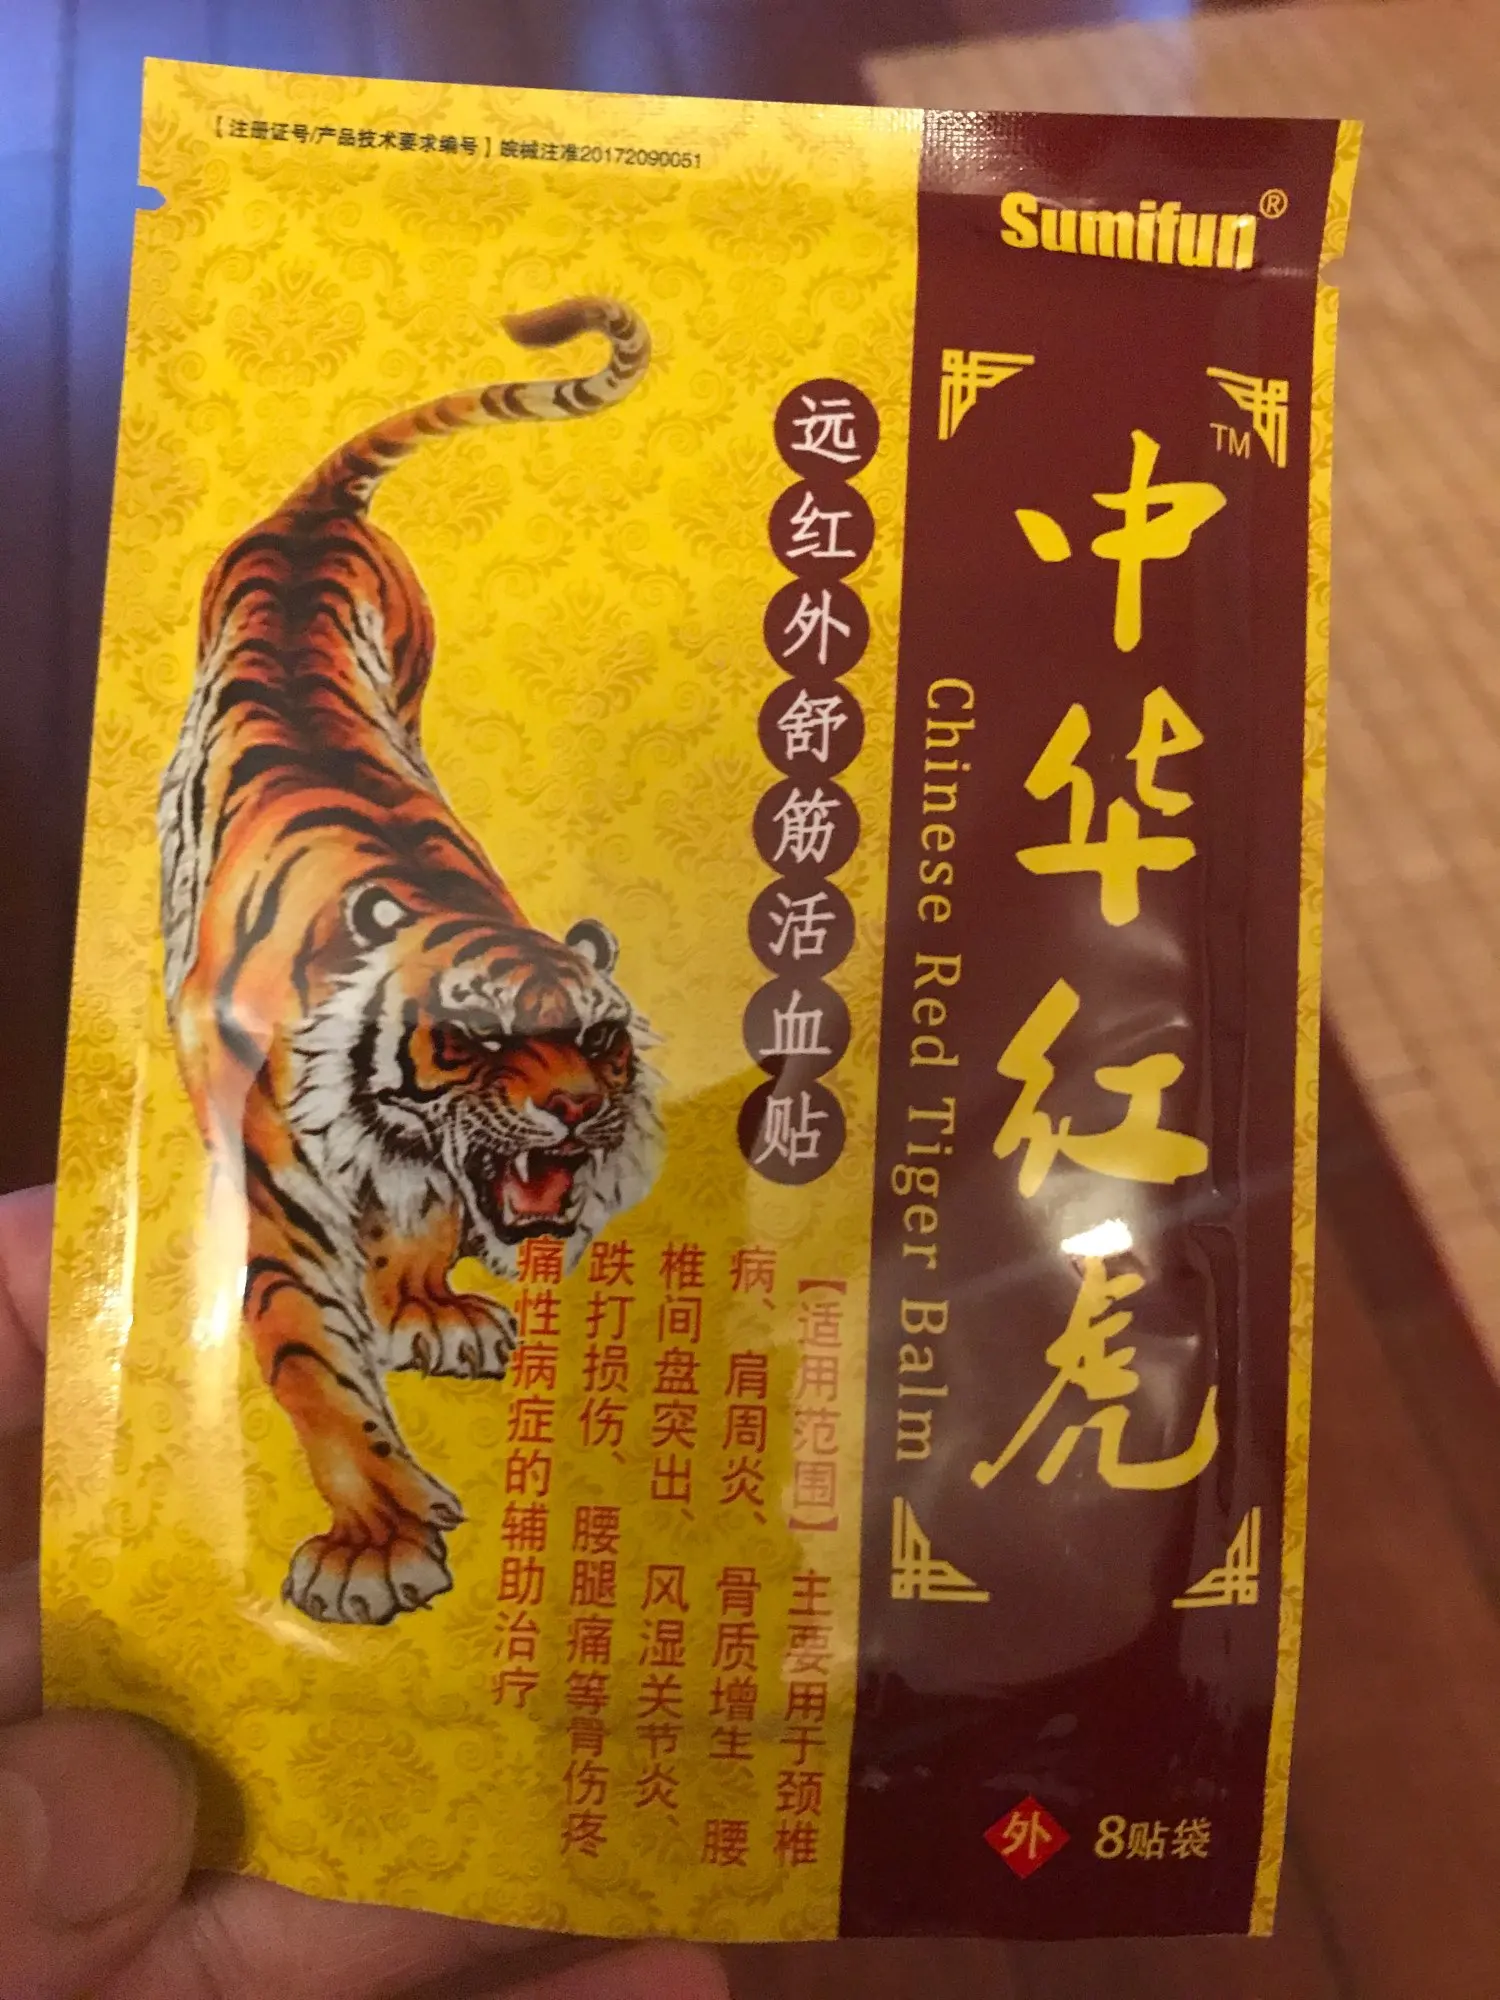 【注册证号/产品技术要求编号】皖械注准20172090051
Sumifun®
中华红虎
TM
Chinese Red Tiger Balm
远红外舒筋活血贴
【适用范围】主要用于颈椎
病、肩周炎、骨质增生、腰
椎间盘突出、风湿关节炎、
跌打损伤、腰腿痛等骨伤疼
痛性病症的辅助治疗
外
8贴袋